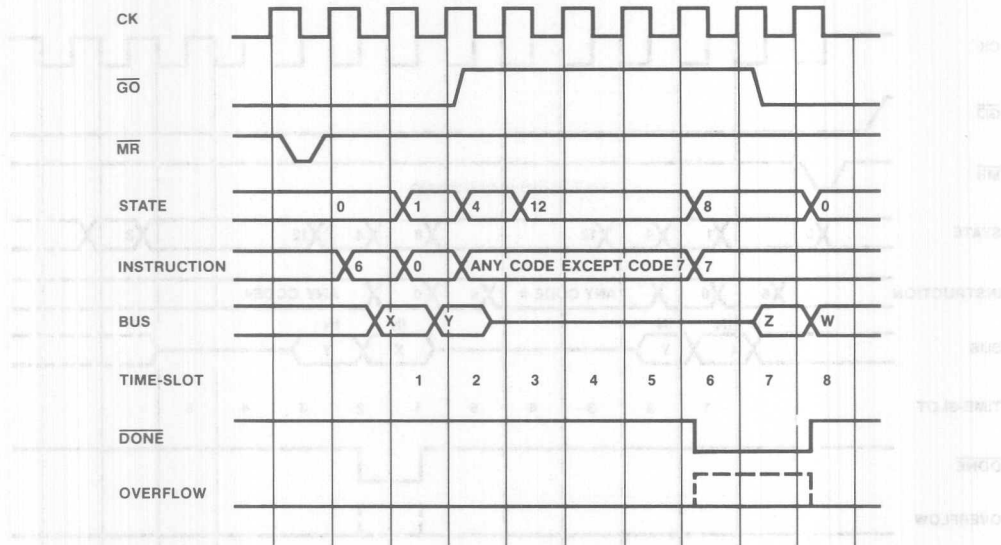 CK
GO
MR
STATE 0 1 4 12 8 0
INSTRUCTION 6 0 ANY CODE EXCEPT CODE 7 7
BUS X Y Z W
TIME-SLOT 1 2 3 4 5 6 7 8
DONE
OVERFLOW